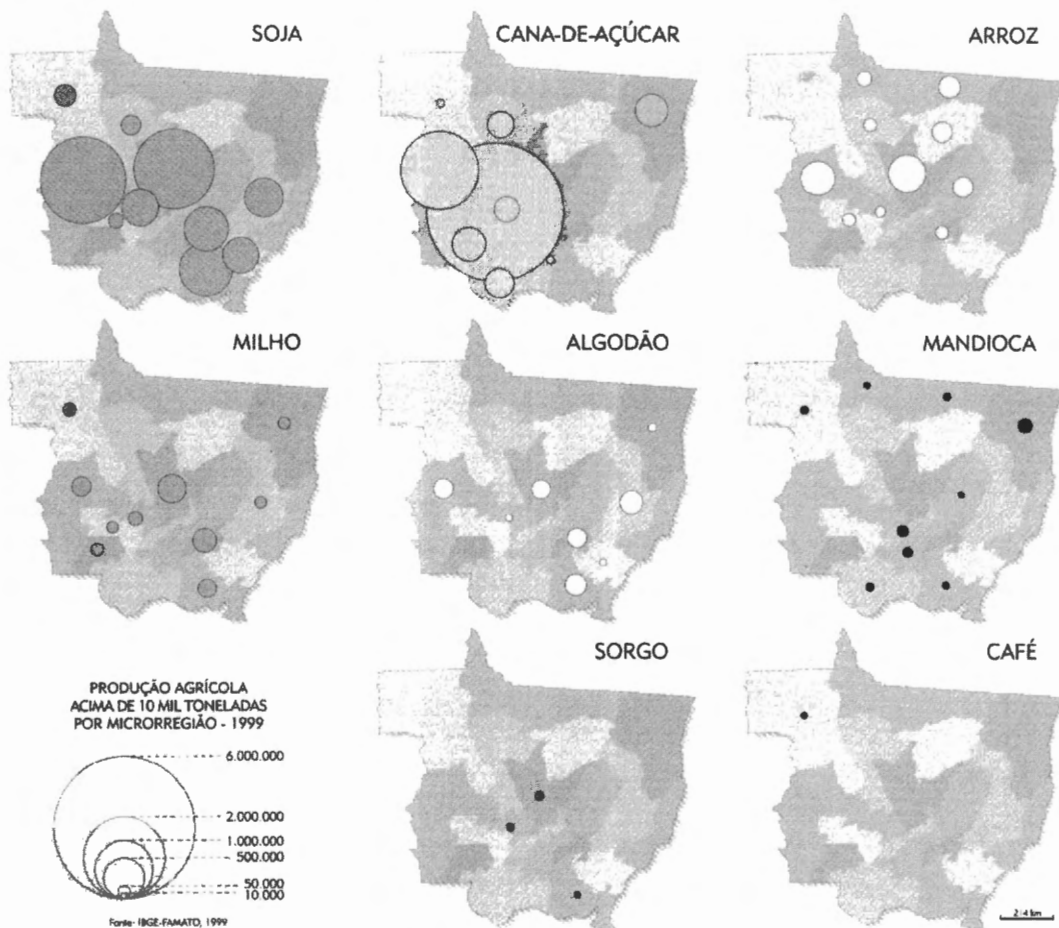 SOJA
CANA-DE-AÇÚCAR
ARROZ
MILHO
ALGODÃO
MANDIOCA
SORGO
CAFÉ
PRODUÇÃO AGRÍCOLA
ACIMA DE 10 MIL TONELADAS
POR MICRORREGIÃO - 1999
6.000.000
2.000.000
1.000.000
500.000
50.000
10.000
Fonte- IBGE-FAMATO, 1999
214 km